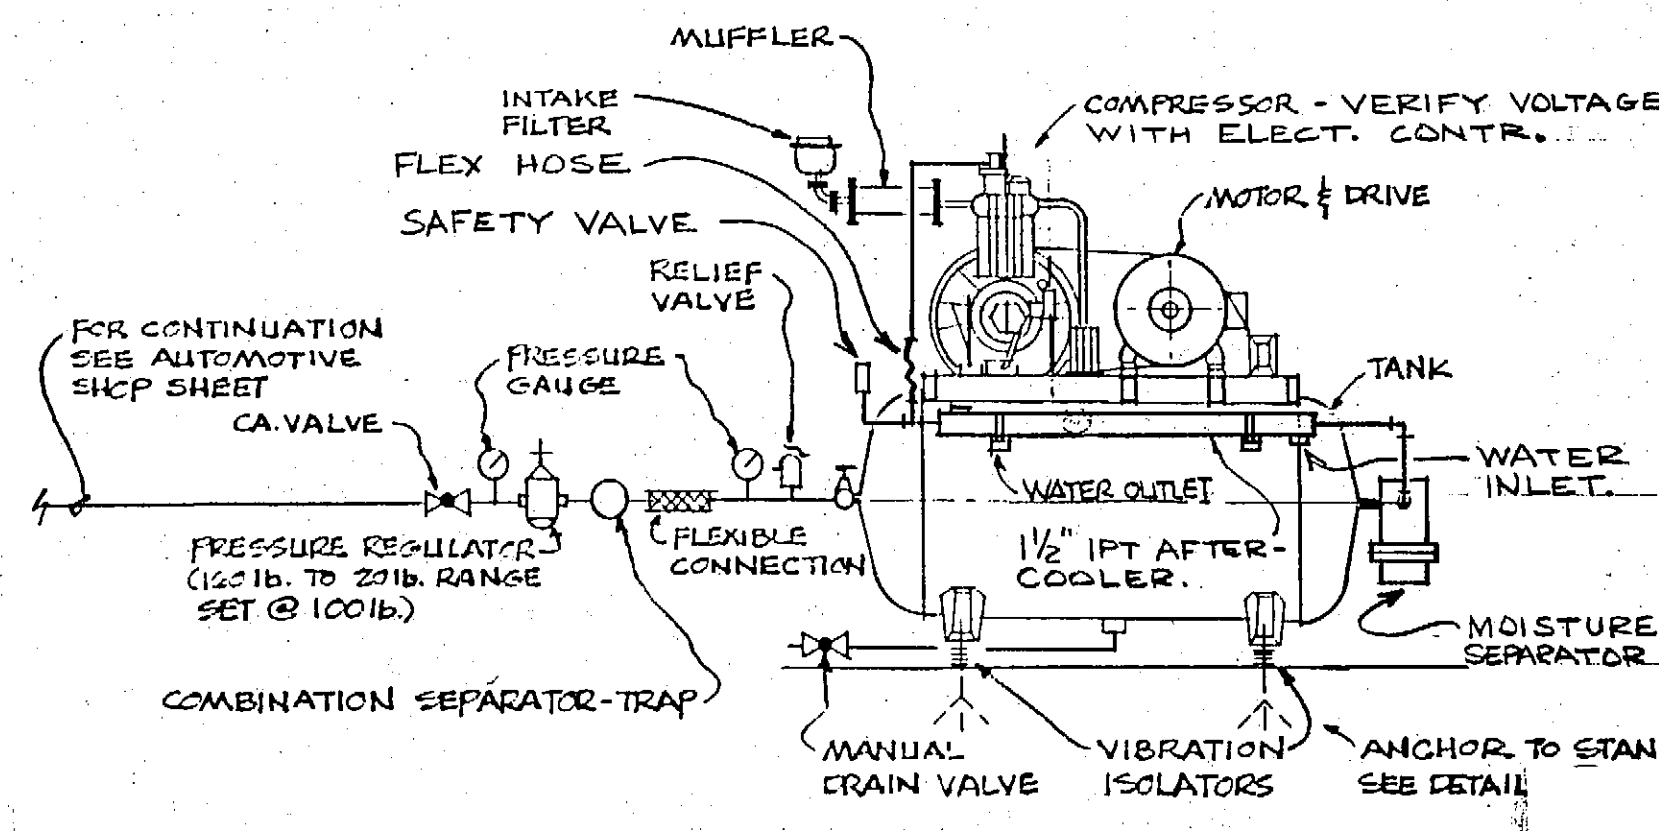 MUFFLER
INTAKE
FILTER
COMPRESSOR - VERIFY VOLTAGE
WITH ELECT. CONTR.
FLEX HOSE
MOTOR & DRIVE
SAFETY VALVE
RELIEF
VALVE
FOR CONTINUATION
SEE AUTOMOTIVE
SHOP SHEET
PRESSURE
GAUGE
TANK
CA. VALVE
WATER
INLET.
WATER OUTLET
PRESSURE REGULATOR
(120 lb. TO 20 lb. RANGE
SET @ 100 lb.)
FLEXIBLE
CONNECTION
1½" IPT AFTER-
COOLER.
MOISTURE
SEPARATOR
COMBINATION SEPARATOR-TRAP
MANUAL
DRAIN VALVE
VIBRATION
ISOLATORS
ANCHOR TO STAN
SEE DETAIL